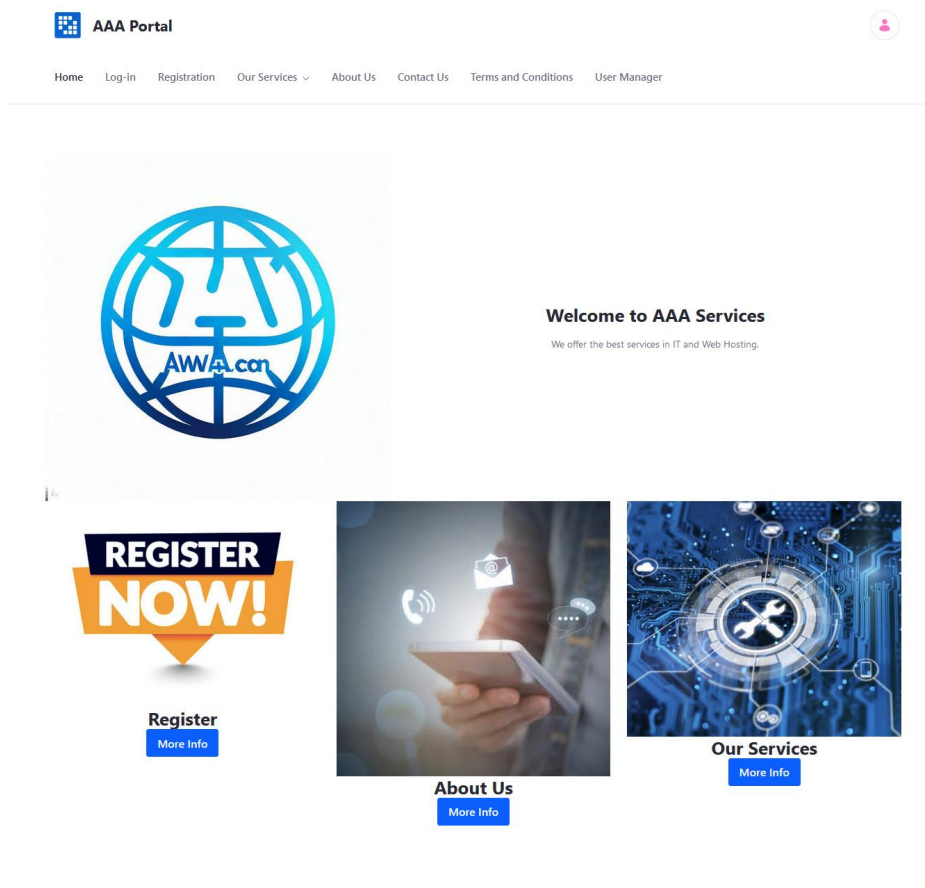 AAA Portal
Home Log-in Registration Our Services About Us Contact Us Terms and Conditions User Manager
AWA.con
Welcome to AAA Services
We offer the best services in IT and Web Hosting.
REGISTER
NOW!
Register
More Info
@
About Us
More Info
Our Services
More Info